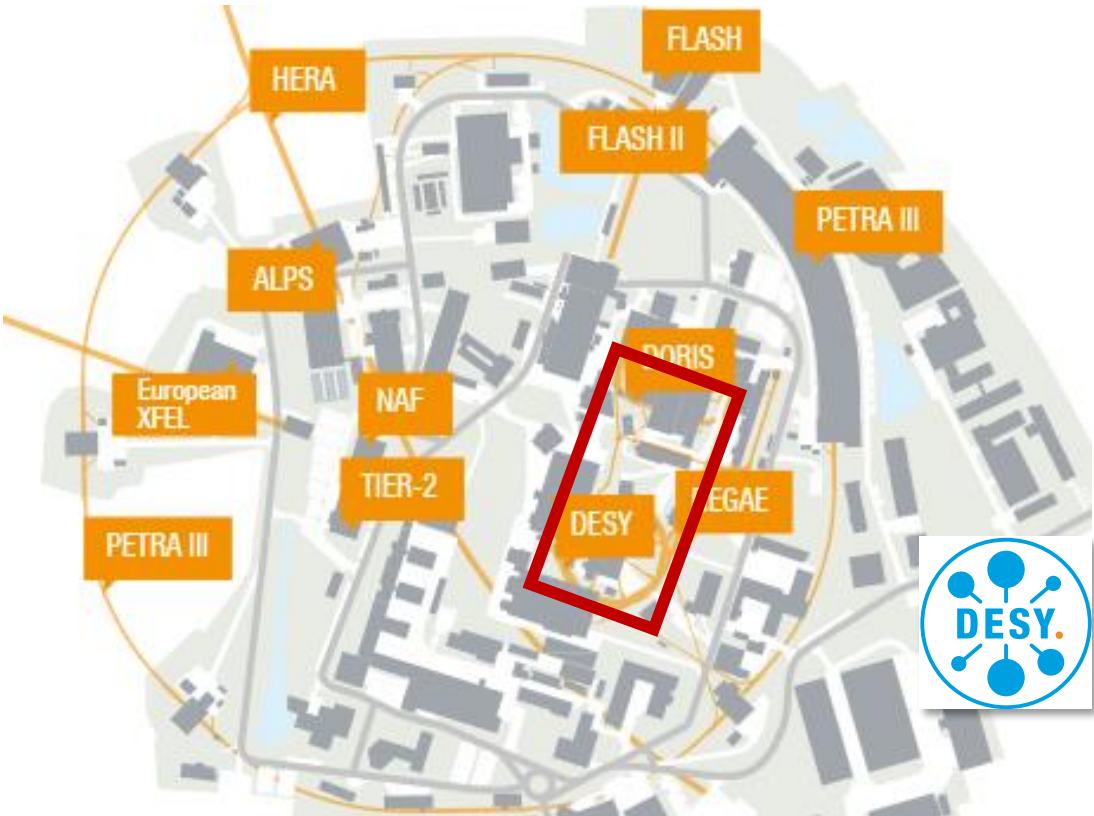 FLASH
HERA
FLASH II
PETRA III
ALPS
DORIS
European
XFEL
NAF
TIER-2
REGAE
DESY
PETRA III
DESY.